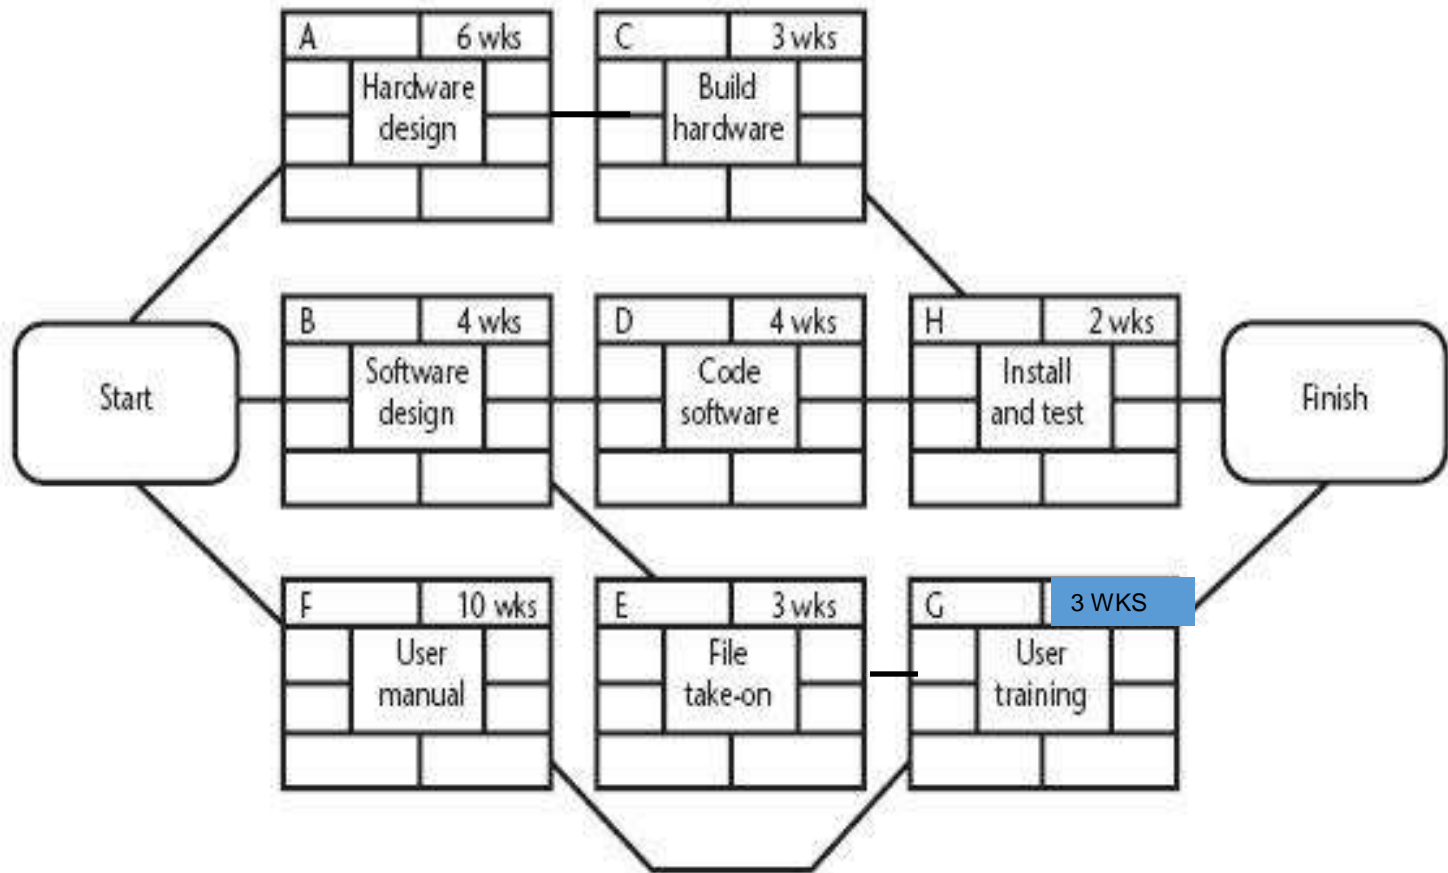 A 6 wks
Hardware
design
C 3 wks
Build
hardware
Start
B 4 wks
Software
design
D 4 wks
Code
software
H 2 wks
Install
and test
Finish
F 10 wks
User
manual
E 3 wks
File
take-on
G 3 WKS
User
training